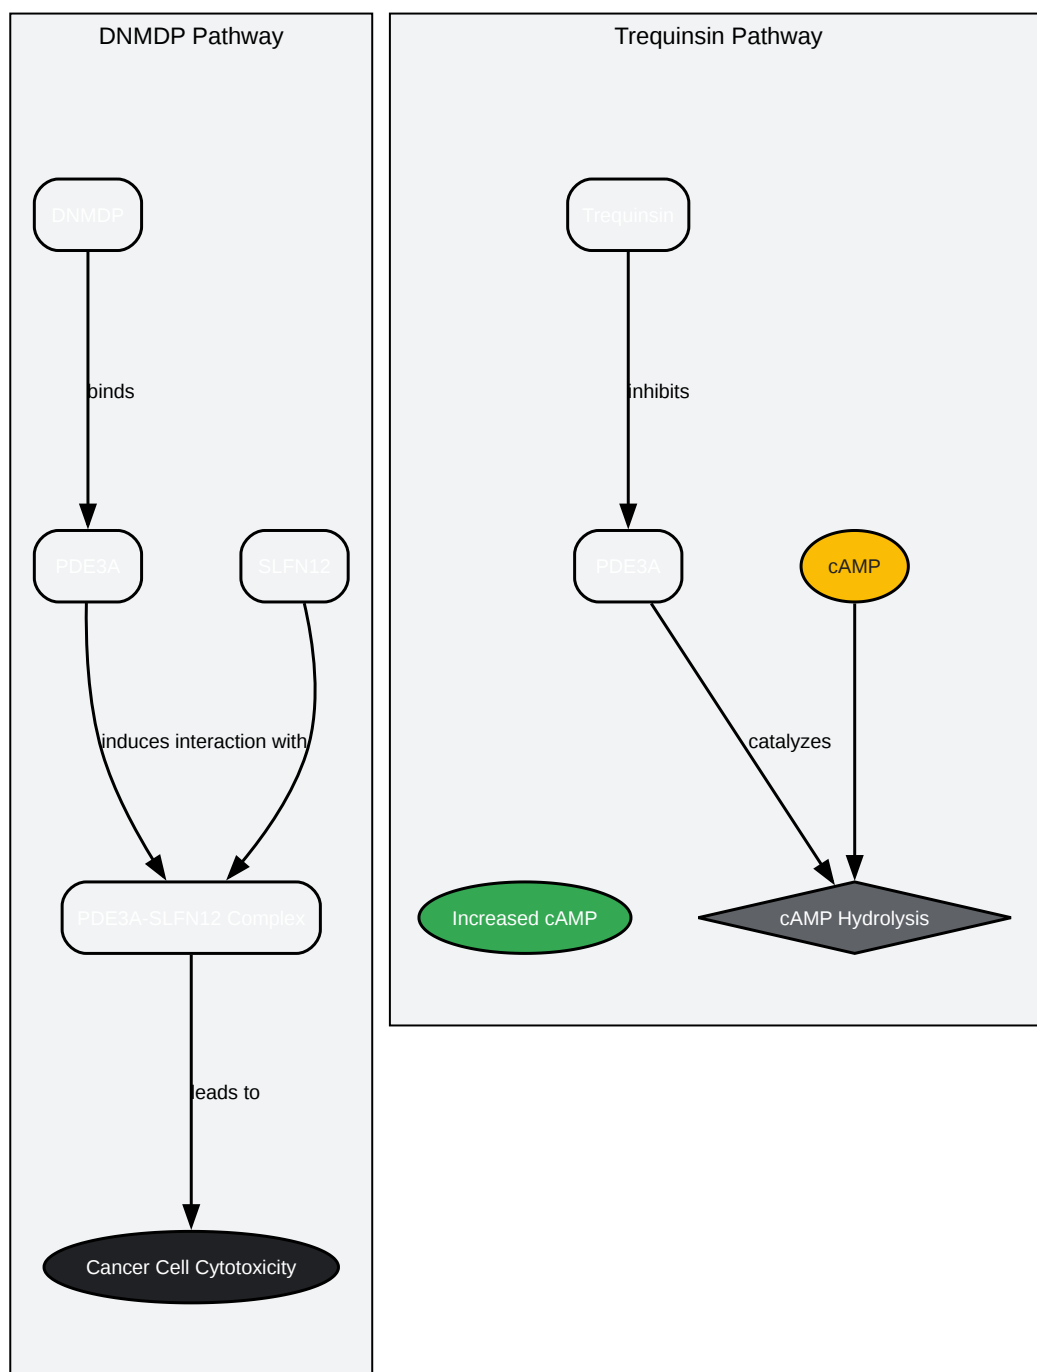 DNMDP Pathway
DNMDP
binds
PDE3A
SLFN12
induces interaction with
PDE3A-SLFN12 Complex
leads to
Cancer Cell Cytotoxicity
Trequinsin Pathway
Trequinsin
inhibits
PDE3A
cAMP
catalyzes
Increased cAMP
cAMP Hydrolysis